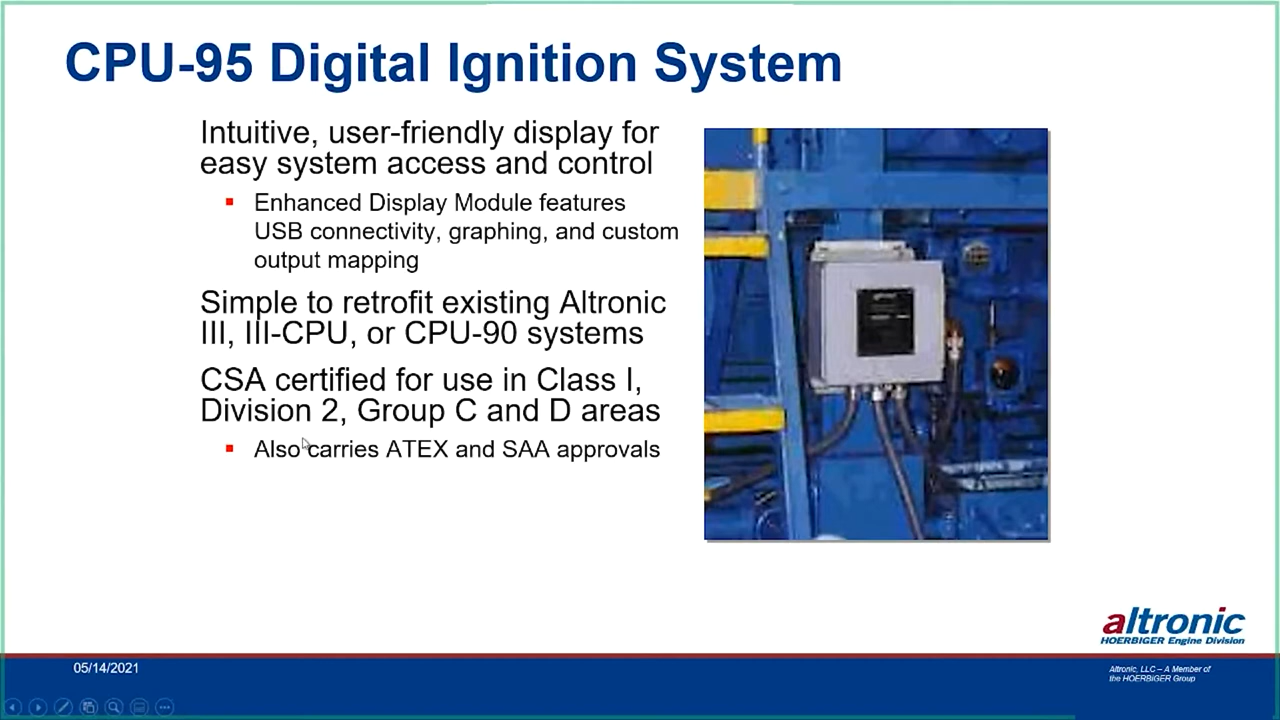 CPU-95 Digital Ignition System
Intuitive, user-friendly display for
easy system access and control
Enhanced Display Module features
USB connectivity, graphing, and custom
output mapping
Simple to retrofit existing Altronic
III, III-CPU, or CPU-90 systems
CSA certified for use in Class I,
Division 2, Group C and D areas
Also carries ATEX and SAA approvals
altronic
HOERBIGER Engine Division
05/14/2021
Altronic, LLC – A Member of
the HOERBIGER Group